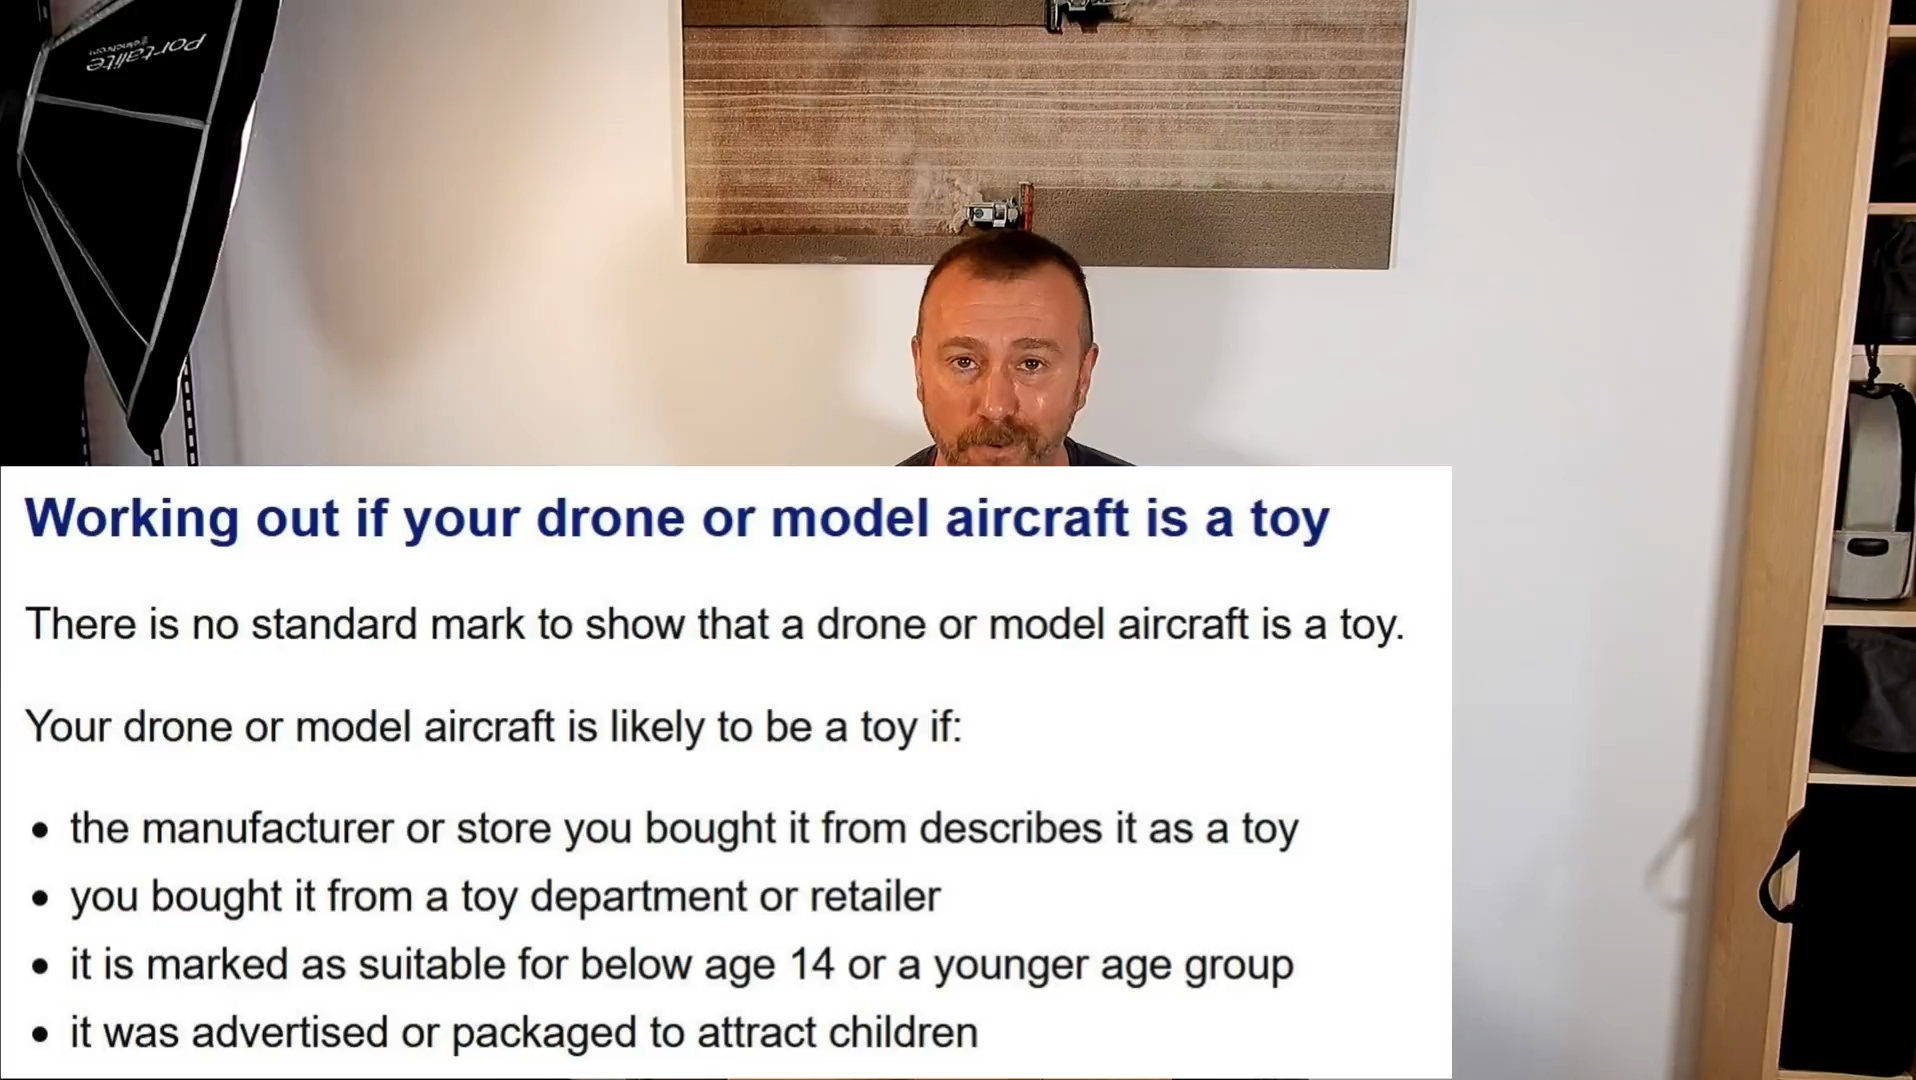 Portalite
@elinchrom
Working out if your drone or model aircraft is a toy
There is no standard mark to show that a drone or model aircraft is a toy.
Your drone or model aircraft is likely to be a toy if:
• the manufacturer or store you bought it from describes it as a toy
• you bought it from a toy department or retailer
• it is marked as suitable for below age 14 or a younger age group
• it was advertised or packaged to attract children